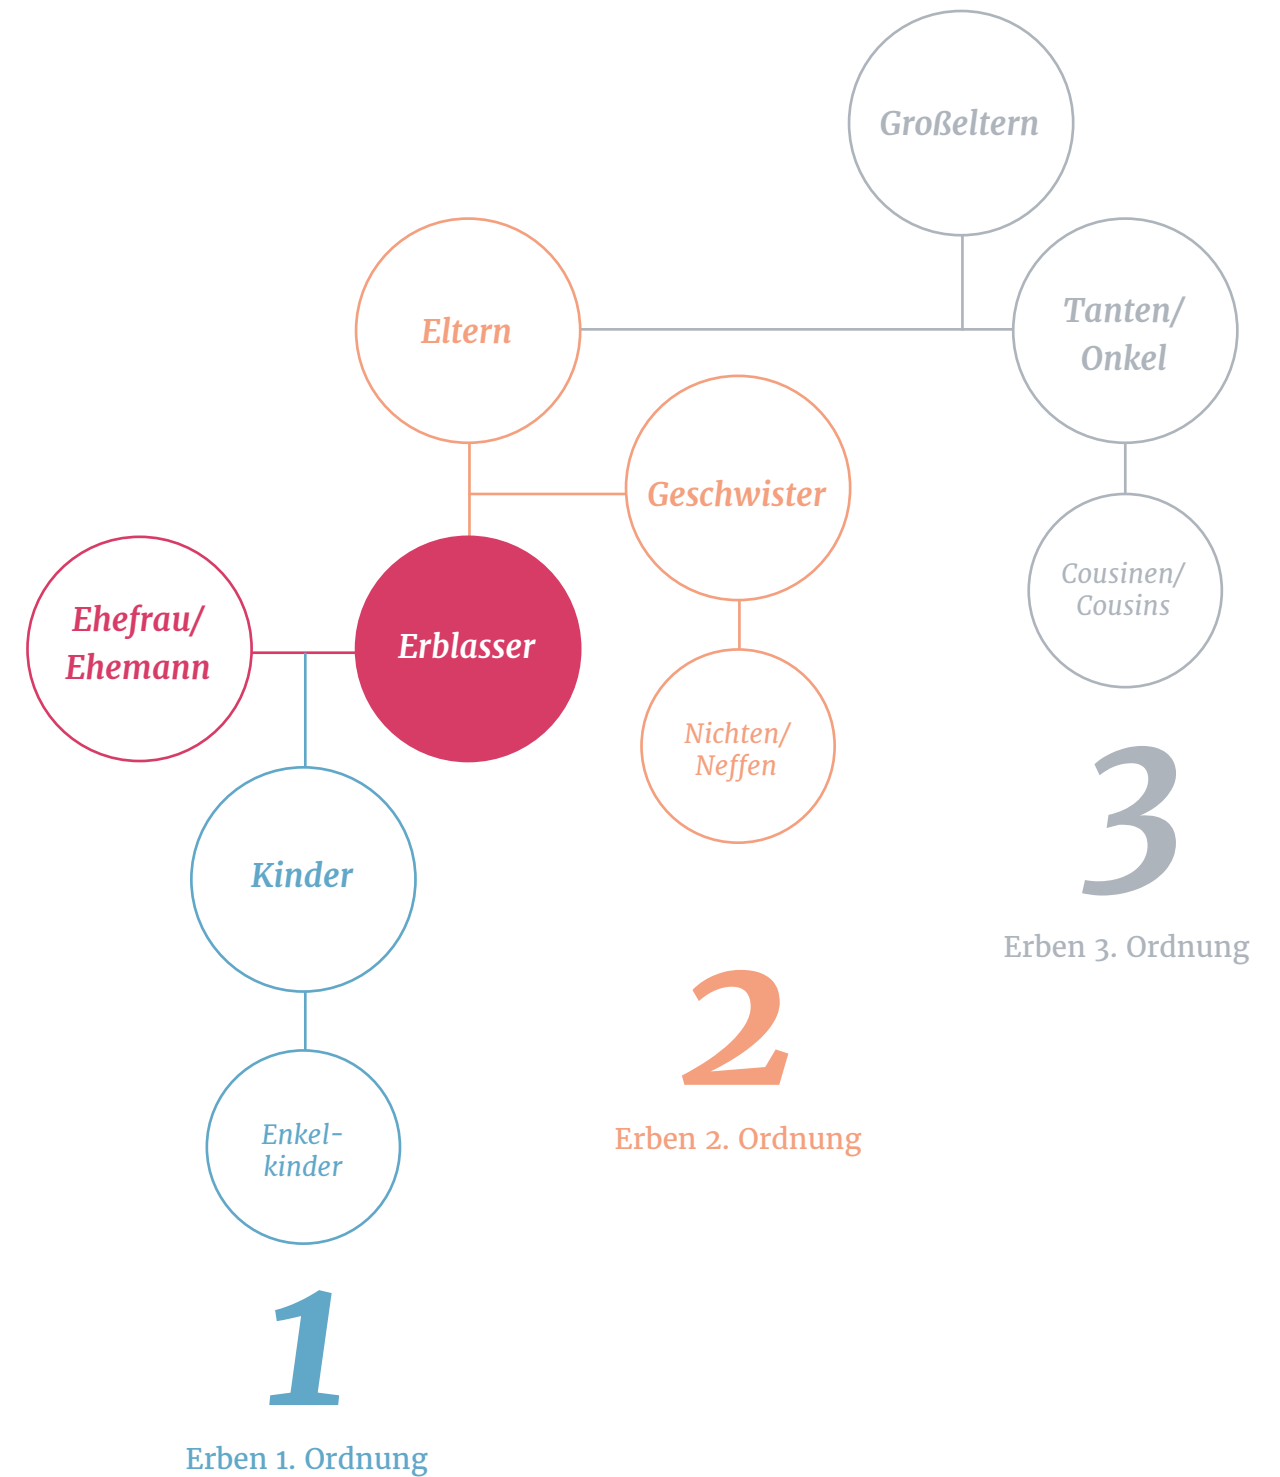 Großeltern
Eltern
Tanten/
Onkel
Geschwister
Cousinen/
Cousins
Ehefrau/
Ehemann
Erblasser
Nichten/
Neffen
Kinder
3
Erben 3. Ordnung
2
Erben 2. Ordnung
Enkel-
kinder
1
Erben 1. Ordnung